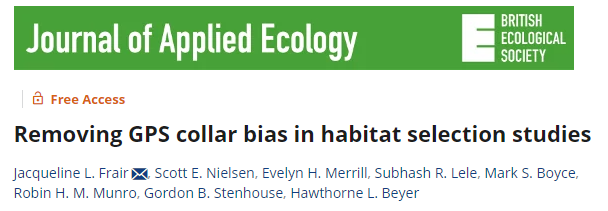 Journal of Applied Ecology
BRITISH
ECOLOGICAL
SOCIETY
Free Access
Removing GPS collar bias in habitat selection studies
Jacqueline L. Frair, Scott E. Nielsen, Evelyn H. Merrill, Subhash R. Lele, Mark S. Boyce,
Robin H. M. Munro, Gordon B. Stenhouse, Hawthorne L. Beyer